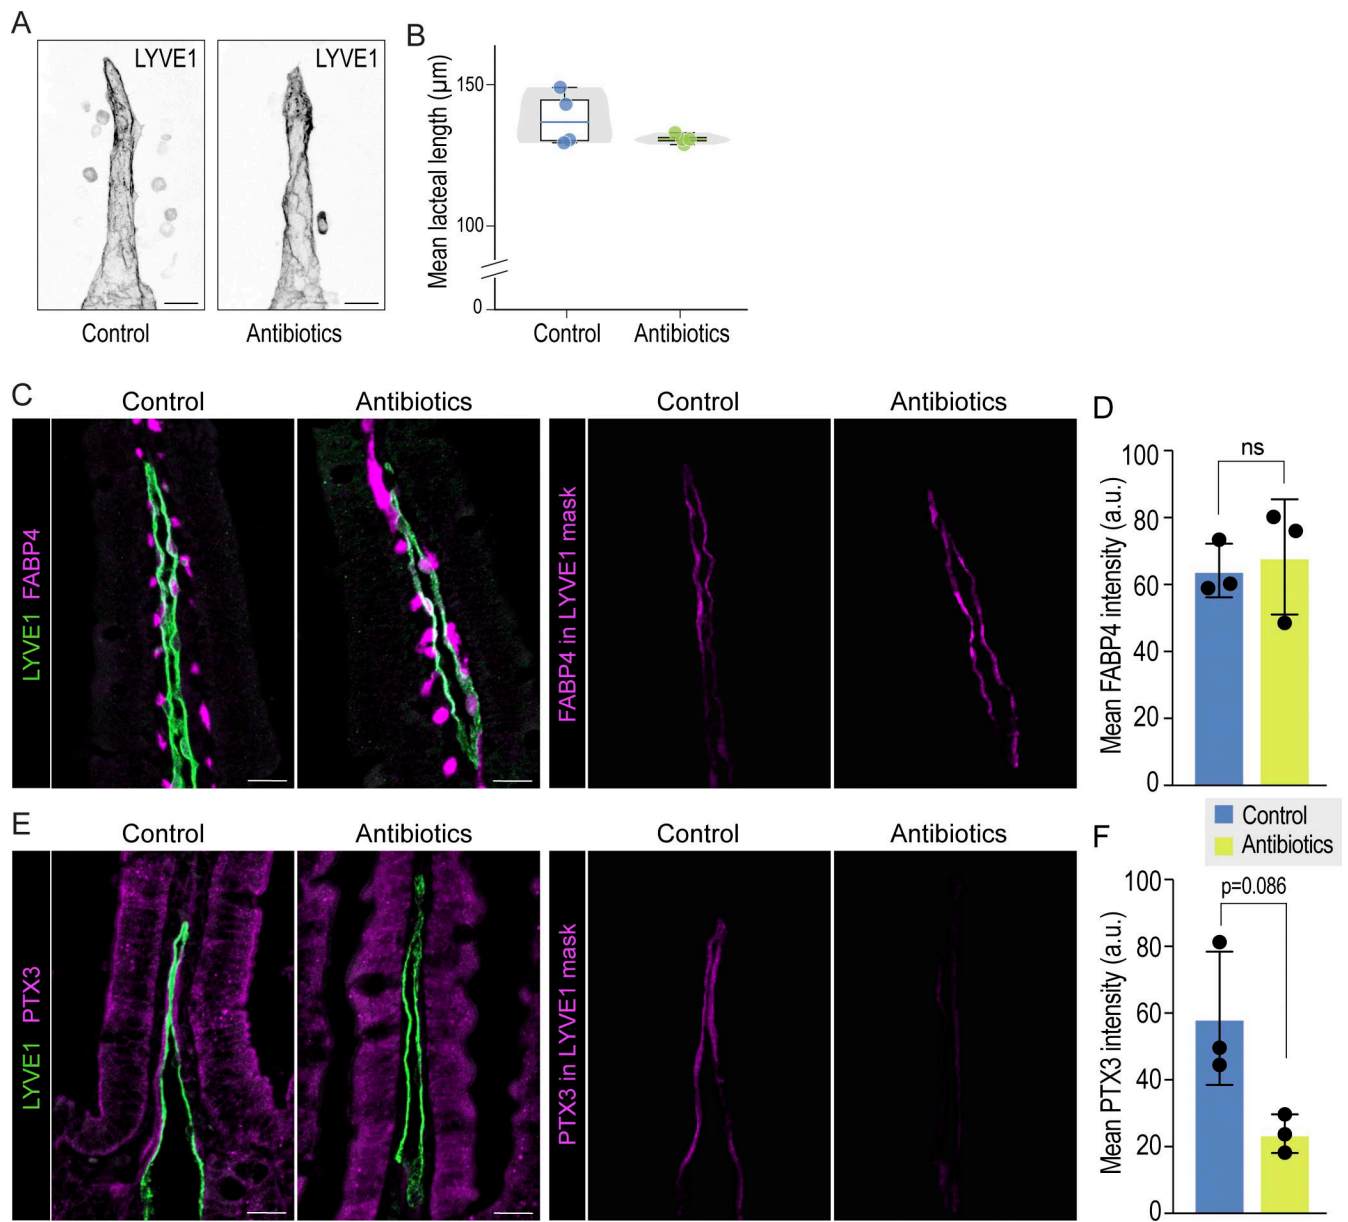 A
LYVE1
LYVE1
Control
Antibiotics
B
Mean lacteal length (µm)
150
100
0
Control
Antibiotics
C
Control
Antibiotics
Control
Antibiotics
LYVE1 FABP4
FABP4 in LYVE1 mask
D
Mean FABP4 intensity (a.u.)
100
80
60
40
20
0
ns
Control
Antibiotics
E
Control
Antibiotics
Control
Antibiotics
LYVE1 PTX3
PTX3 in LYVE1 mask
F
Mean PTX3 intensity (a.u.)
100
80
60
40
20
0
p=0.086